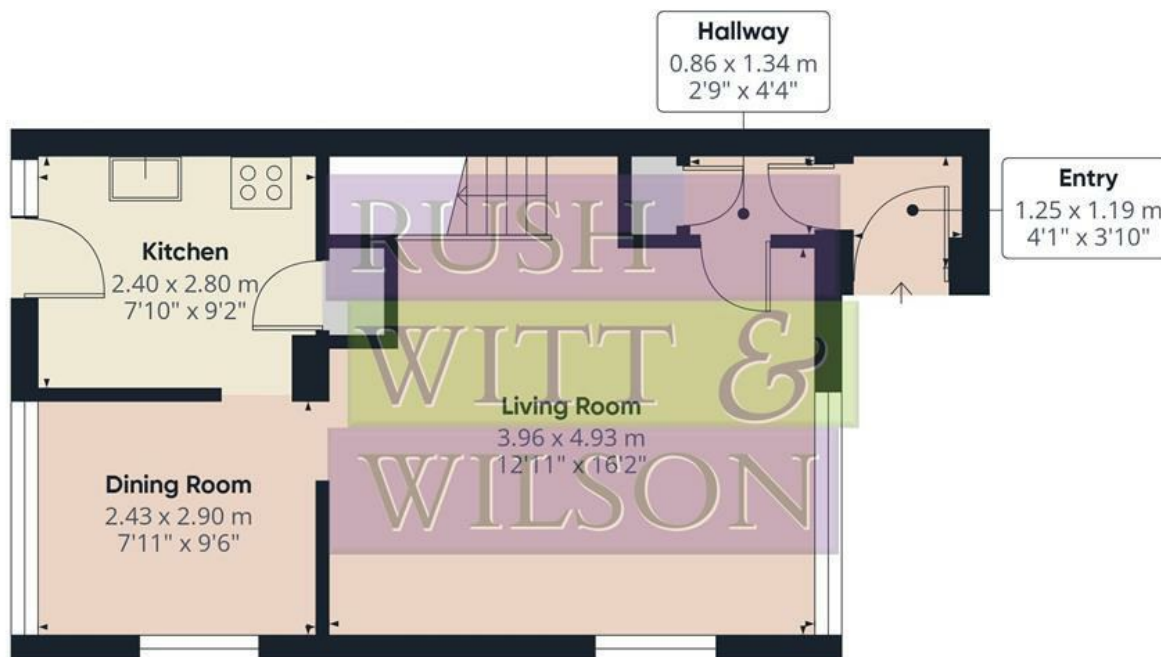 Hallway
0.86 x 1.34 m
2'9" x 4'4"
Entry
1.25 x 1.19 m
4'1" x 3'10"
Kitchen
2.40 x 2.80 m
7'10" x 9'2"
RUSH
WITT &
WILSON
Living Room
3.96 x 4.93 m
12'11" x 16'2"
Dining Room
2.43 x 2.90 m
7'11" x 9'6"